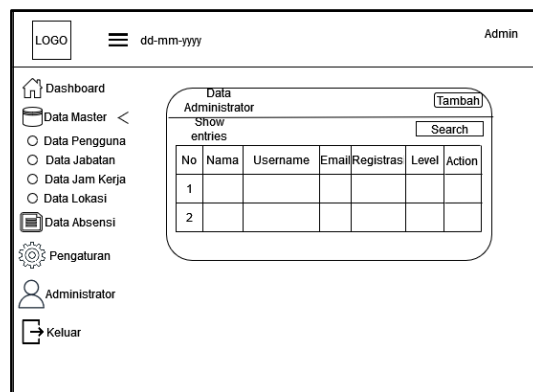 LOGO
dd-mm-yyyy
Admin
Dashboard
Data Master <
Data Pengguna
Data Jabatan
Data Jam Kerja
Data Lokasi
Data Absensi
Pengaturan
Administrator
Keluar
Data
Administrator
Tambah
Show
entries
Search
No Nama Username Email Registras Level Action
1
2